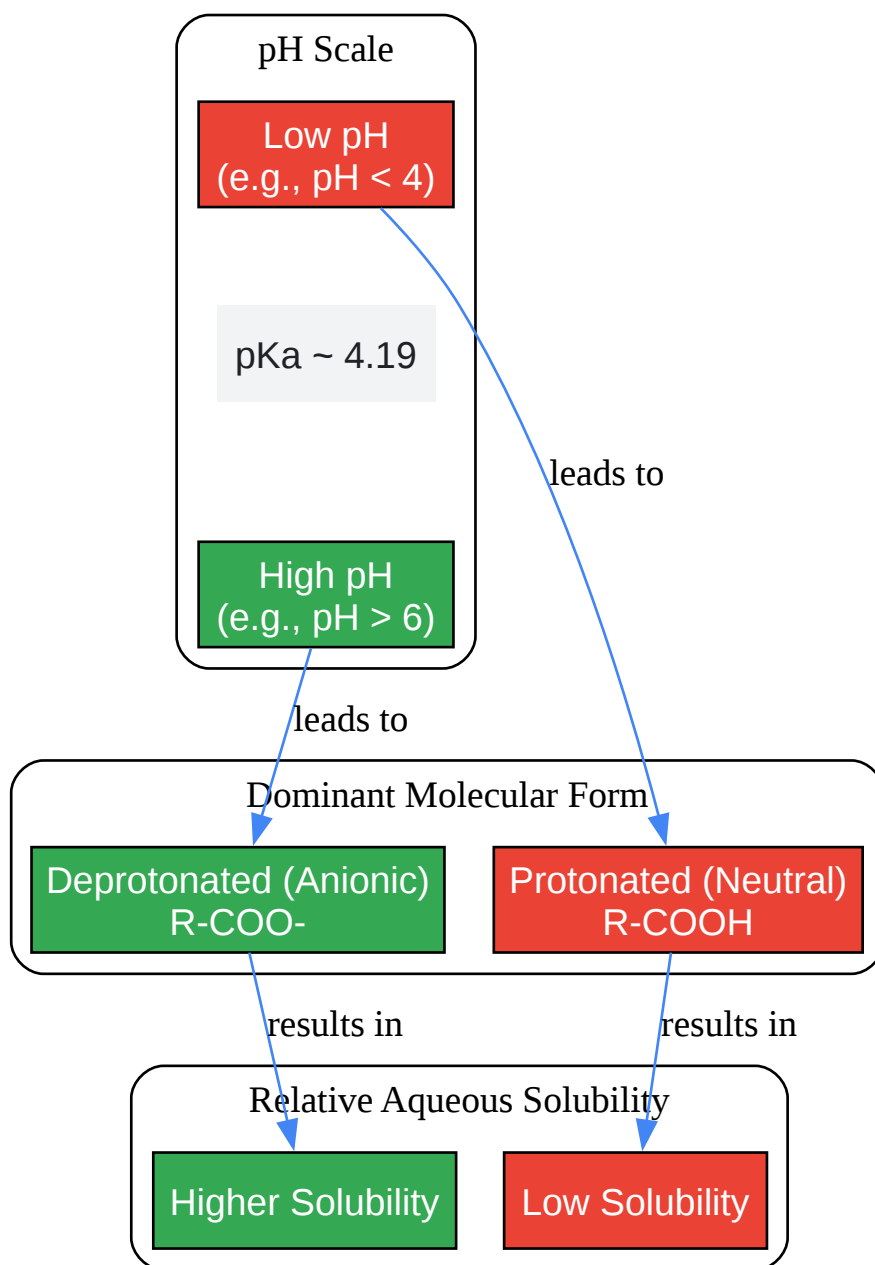 pH Scale
Low pH
(e.g., pH < 4)
pKa ~ 4.19
leads to
High pH
(e.g., pH > 6)
leads to
Dominant Molecular Form
Deprotonated (Anionic)
R-COO-
Protonated (Neutral)
R-COOH
results in
results in
Relative Aqueous Solubility
Higher Solubility
Low Solubility